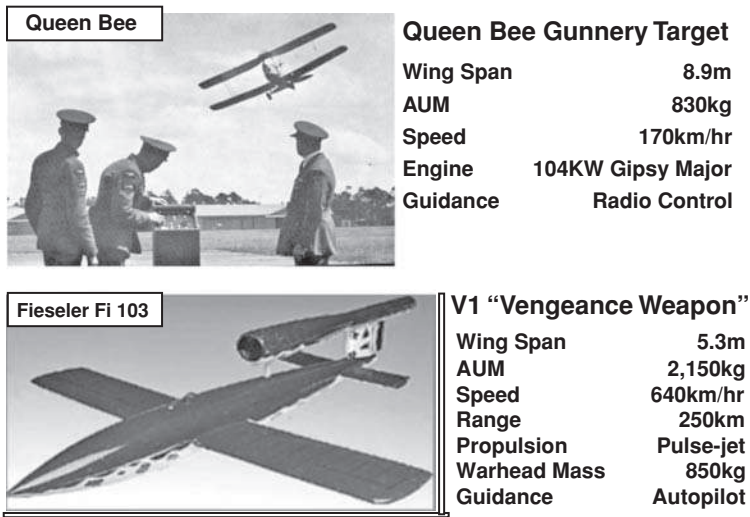 Queen Bee
Queen Bee Gunnery Target
Wing Span 8.9m
AUM 830kg
Speed 170km/hr
Engine 104KW Gipsy Major
Guidance Radio Control
Fieseler Fi 103
V1 “Vengeance Weapon”
Wing Span 5.3m
AUM 2,150kg
Speed 640km/hr
Range 250km
Propulsion Pulse-jet
Warhead Mass 850kg
Guidance Autopilot